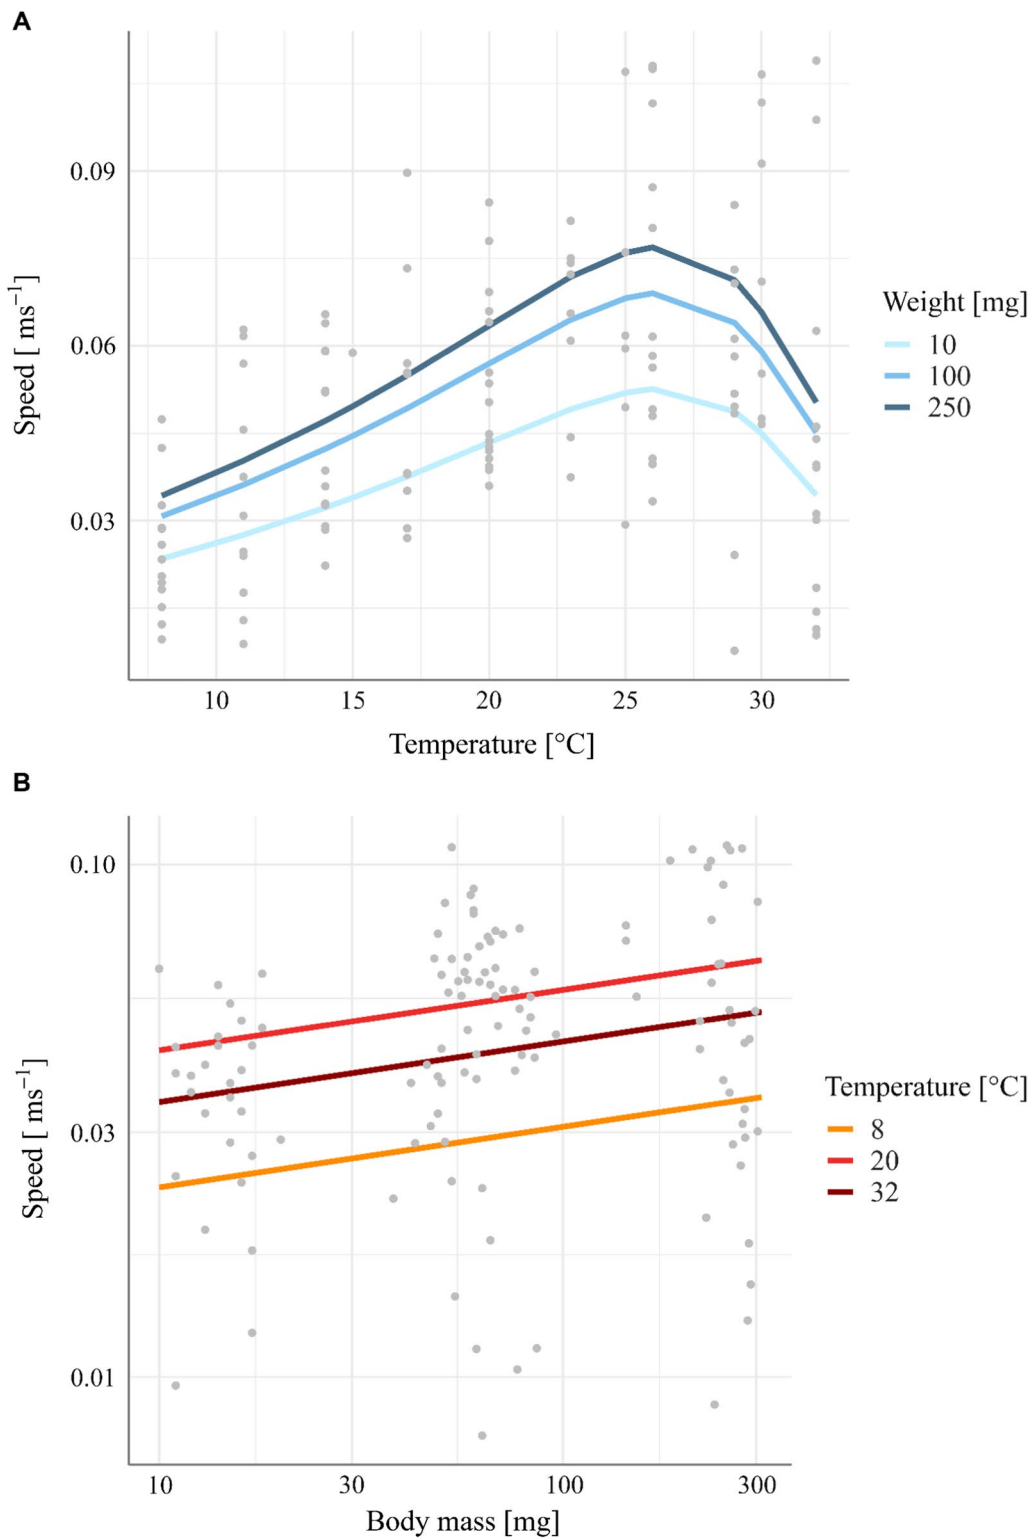 A
0.09
0.06
0.03
Speed [ ms⁻¹]
10 15 20 25 30
Temperature [°C]
Weight [mg]
10
100
250
B
0.10
0.03
0.01
Speed [ ms⁻¹]
10 30 100 300
Body mass [mg]
Temperature [°C]
8
20
32